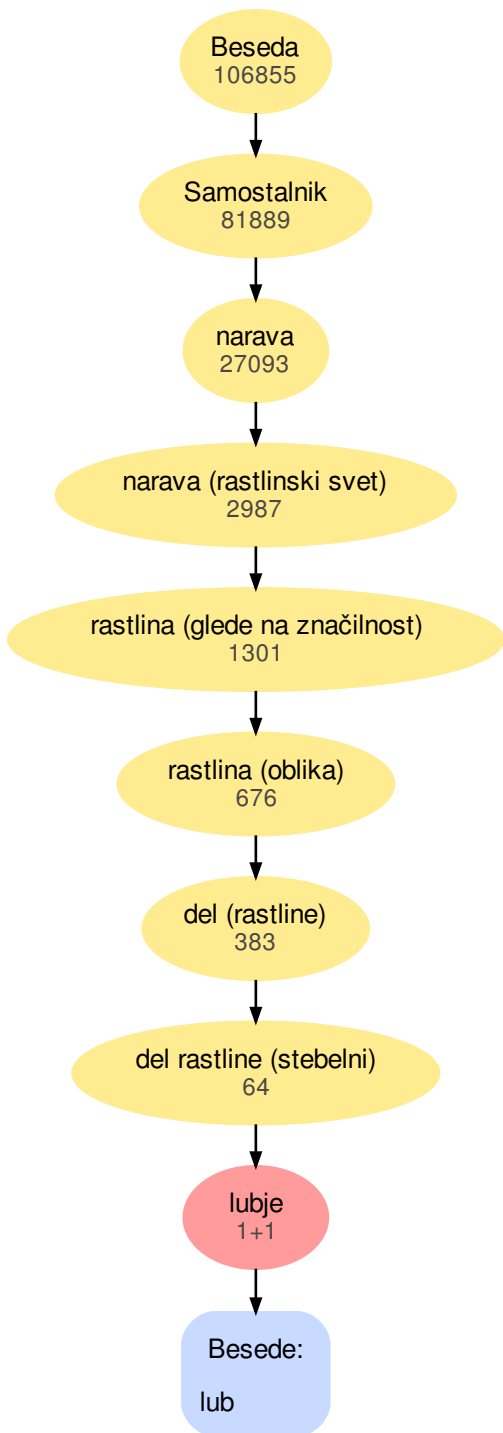 Beseda
106855
Samostalnik
81889
narava
27093
narava (rastlinski svet)
2987
rastlina (glede na značilnost)
1301
rastlina (oblika)
676
del (rastline)
383
del rastline (stebelni)
64
lubje
1+1
Besede:
lub